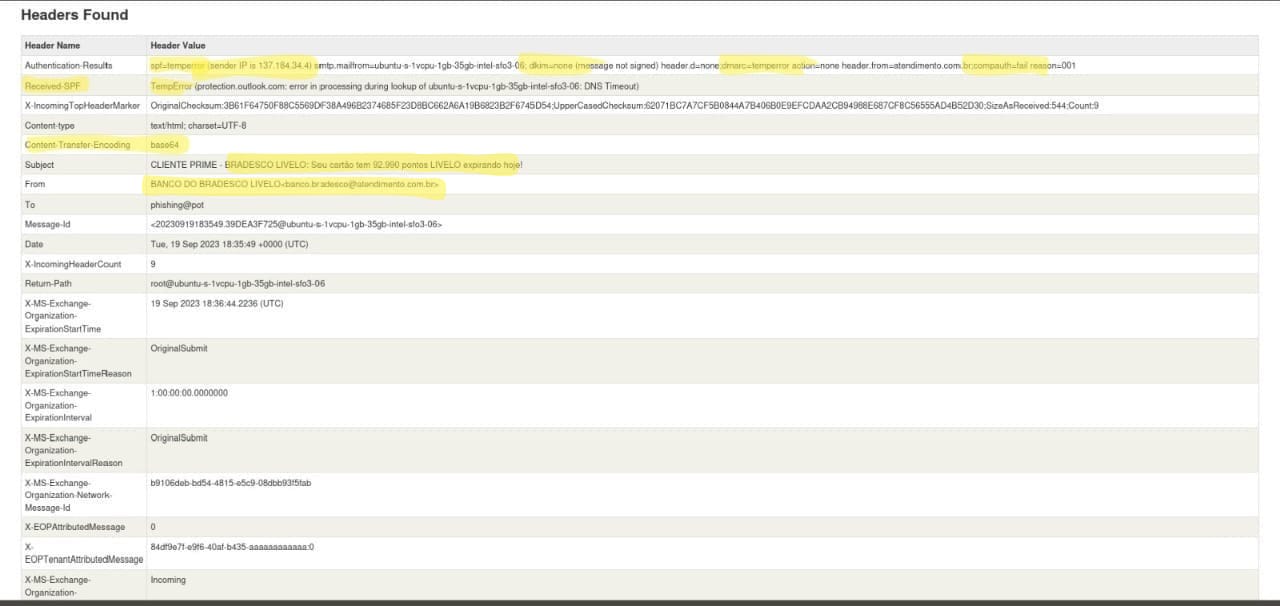 Headers Found
Header Name Header Value
Authentication-Results spf=temperror (sender IP is 137.184.34.4) smtp.mailfrom=ubuntu-s-1vcpu-1gb-35gb-intel-sfo3-06; dkim=none (message not signed) header.d=none;dmarc=temperror action=none header.from=atendimento.com.br;compauth=fail reason=001
Received-SPF TempError (protection.outlook.com: error in processing during lookup of ubuntu-s-1vcpu-1gb-35gb-intel-sfo3-06: DNS Timeout)
X-IncomingTopHeaderMarker OriginalChecksum:3B61F64750F88C5569DF38A496B2374685F23D8BC662A6A19B6823B2F6745D54;UpperCasedChecksum:62071BC7A7CF5B0844A7B406B0E9EFCDAA2CB94988E687CF8C56555AD4B52D30;SizeAsReceived:544;Count:9
Content-type text/html; charset=UTF-8
Content-Transfer-Encoding base64
Subject CLIENTE PRIME - BRADESCO LIVELO: Seu cartão tem 92.990 pontos LIVELO expirando hoje!
From BANCO DO BRADESCO LIVELO<banco.bradesco@atendimento.com.br>
To phishing@pot
Message-Id <20230919183549.39DEA3F725@ubuntu-s-1vcpu-1gb-35gb-intel-sfo3-06>
Date Tue, 19 Sep 2023 18:35:49 +0000 (UTC)
X-IncomingHeaderCount 9
Return-Path root@ubuntu-s-1vcpu-1gb-35gb-intel-sfo3-06
X-MS-Exchange- 19 Sep 2023 18:36:44.2236 (UTC)
Organization-
ExpirationStartTime
X-MS-Exchange- OriginalSubmit
Organization-
ExpirationStartTimeReason
X-MS-Exchange- 1:00:00:00.0000000
Organization-
ExpirationInterval
X-MS-Exchange- OriginalSubmit
Organization-
ExpirationIntervalReason
X-MS-Exchange- b9106deb-bd54-4815-e5c9-08dbb93f5fab
Organization-Network-
Message-Id
X-EOPAttributedMessage 0
X- 84df9e7f-e9f6-40af-b435-aaaaaaaaaaaa:0
EOPTenantAttributedMessage
X-MS-Exchange- Incoming
Organization-